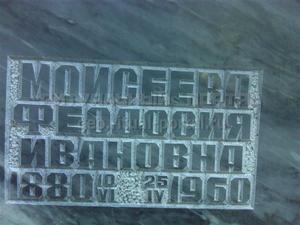 МОИСЕЕВА
ФЕОДОСИЯ
ИВАНОВНА
1880 10 VI 25 IV 1960